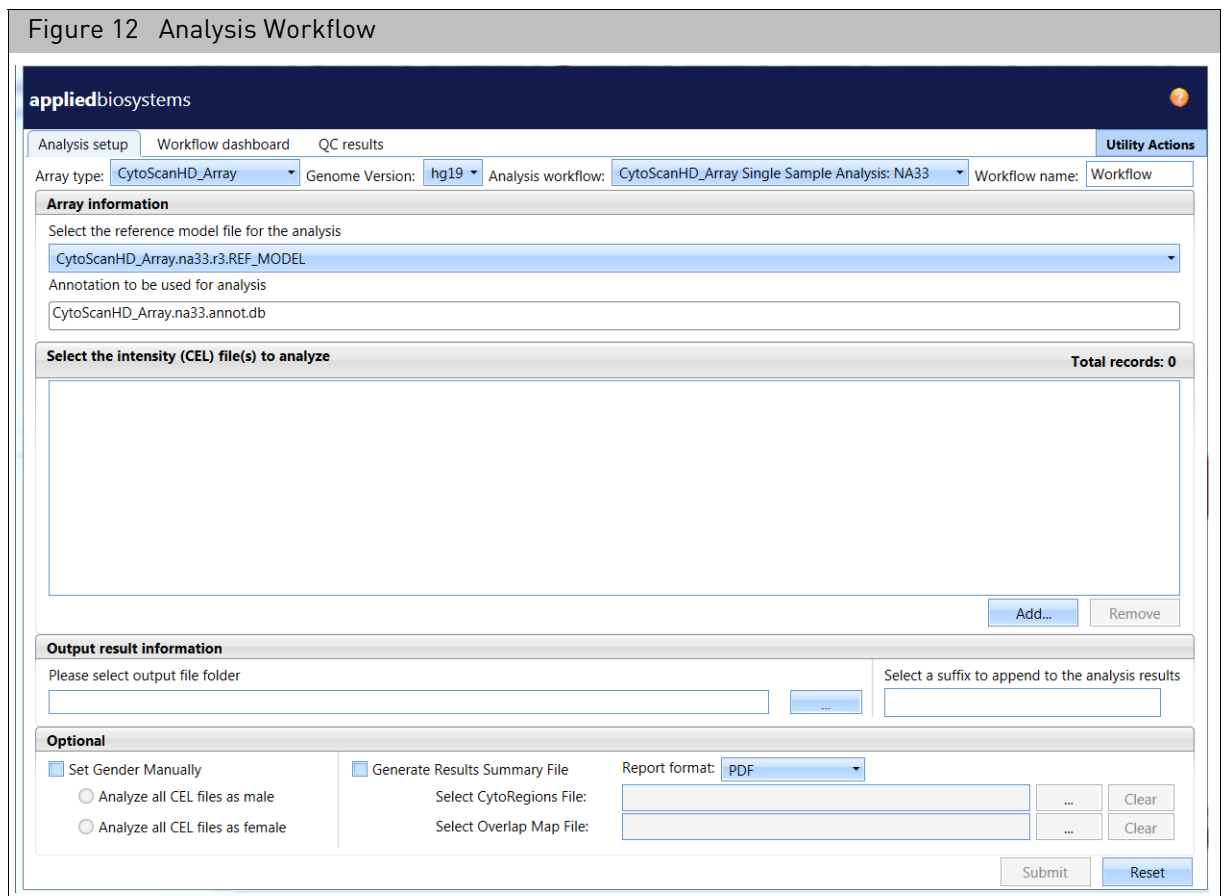 Figure 12 Analysis Workflow
appliedbiosystems
?
Analysis setup Workflow dashboard QC results Utility Actions
Array type: CytoScanHD_Array Genome Version: hg19 Analysis workflow: CytoScanHD_Array Single Sample Analysis: NA33 Workflow name: Workflow
Array information
Select the reference model file for the analysis
CytoScanHD_Array.na33.r3.REF_MODEL
Annotation to be used for analysis
CytoScanHD_Array.na33.annot.db
Select the intensity (CEL) file(s) to analyze Total records: 0
Add... Remove
Output result information
Please select output file folder Select a suffix to append to the analysis results
...
Optional
Set Gender Manually Generate Results Summary File Report format: PDF
Analyze all CEL files as male Select CytoRegions File: ... Clear
Analyze all CEL files as female Select Overlap Map File: ... Clear
Submit Reset